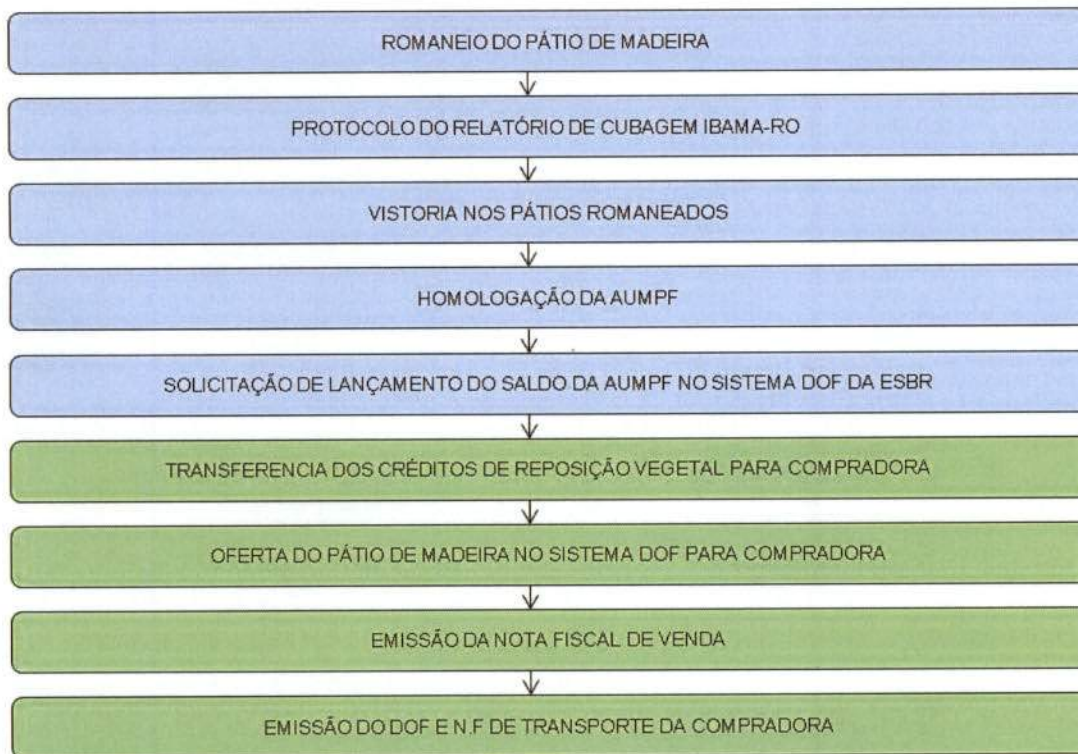 ROMANEIO DO PÁTIO DE MADEIRA
PROTOCOLO DO RELATÓRIO DE CUBAGEM IBAMA-RO
VISTORIA NOS PÁTIOS ROMANEADOS
HOMOLOGAÇÃO DA AUMPF
SOLICITAÇÃO DE LANÇAMENTO DO SALDO DA AUMPF NO SISTEMA DOF DA ESBR
TRANSFERENCIA DOS CRÉDITOS DE REPOSIÇÃO VEGETAL PARA COMPRADORA
OFERTA DO PÁTIO DE MADEIRA NO SISTEMA DOF PARA COMPRADORA
EMISSÃO DA NOTA FISCAL DE VENDA
EMISSÃO DO DOF E N.F DE TRANSPORTE DA COMPRADORA